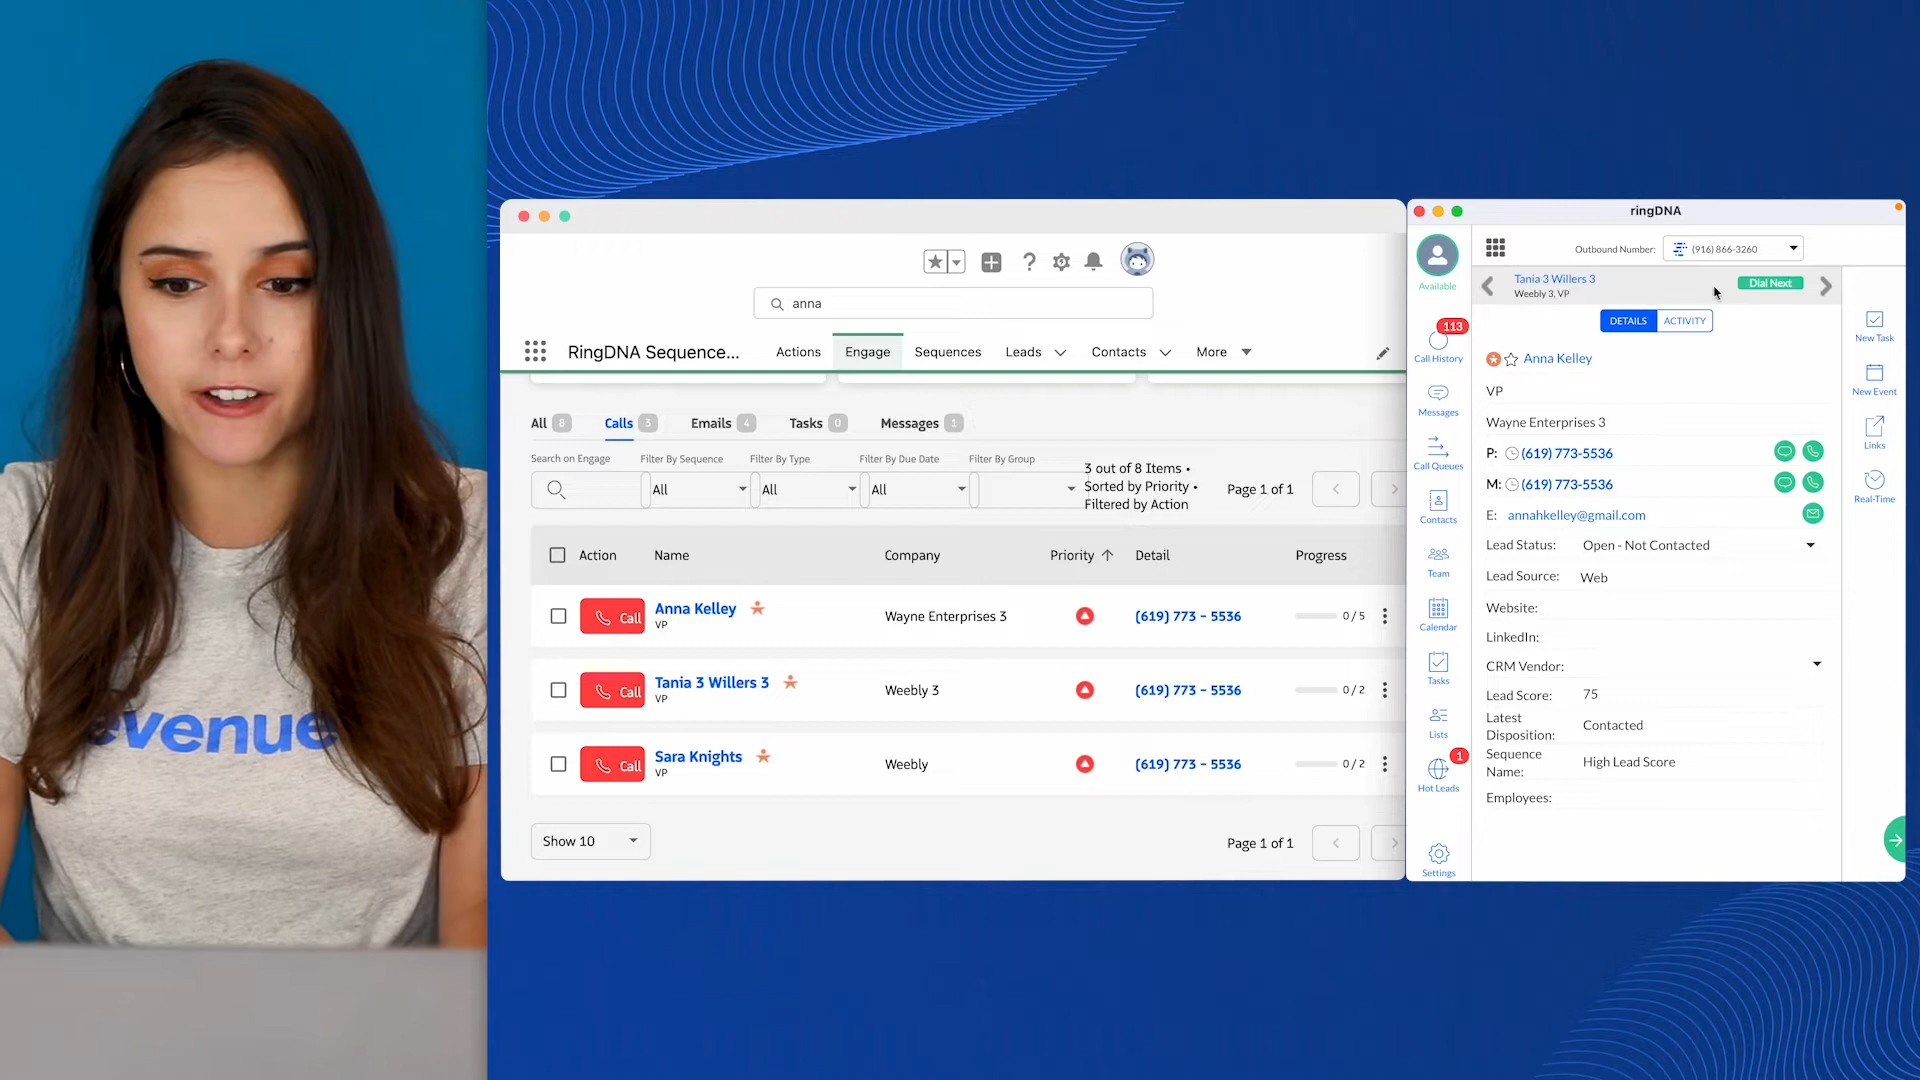 evenue
anna
RingDNA Sequence...
Actions
Engage
Sequences
Leads
Contacts
More
All 8
Calls 3
Emails 4
Tasks 0
Messages 1
Search on Engage
Filter By Sequence
Filter By Type
Filter By Due Date
Filter By Group
All
All
All
3 out of 8 Items •
Sorted by Priority •
Filtered by Action
Page 1 of 1
Action
Name
Company
Priority
Detail
Progress
Call
Anna Kelley
VP
Wayne Enterprises 3
(619) 773 - 5536
0/5
Call
Tania 3 Willers 3
VP
Weebly 3
(619) 773 - 5536
0/2
Call
Sara Knights
VP
Weebly
(619) 773 - 5536
0/2
Show 10
Page 1 of 1
ringDNA
Available
Outbound Number:
(916) 866-3260
Tania 3 Willers 3
Weebly 3, VP
Dial Next
DETAILS
ACTIVITY
113
Call History
Messages
Call Queues
Contacts
Team
Calendar
Tasks
Lists
1
Hot Leads
Settings
Anna Kelley
VP
Wayne Enterprises 3
P: (619) 773-5536
M: (619) 773-5536
E: annahkelley@gmail.com
Lead Status: Open - Not Contacted
Lead Source: Web
Website:
LinkedIn:
CRM Vendor:
Lead Score: 75
Latest
Disposition: Contacted
Sequence
Name: High Lead Score
Employees:
New Task
New Event
Links
Real-Time